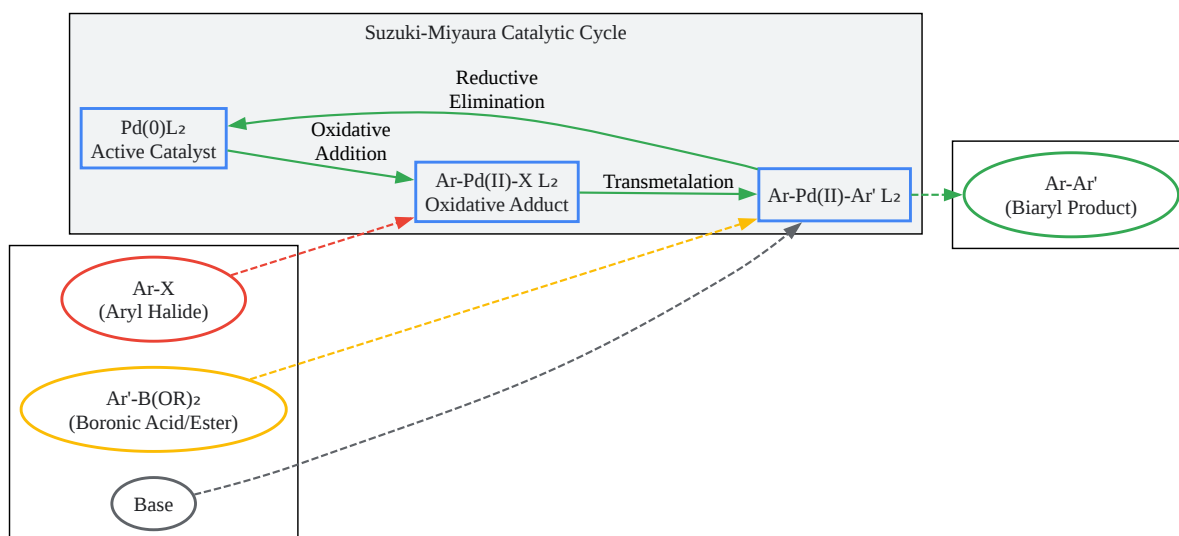 Suzuki-Miyaura Catalytic Cycle
Reductive
Elimination
Pd(0)L₂
Active Catalyst
Oxidative
Addition
Ar-Pd(II)-X L₂
Oxidative Adduct
Transmetalation
Ar-Pd(II)-Ar' L₂
Ar-Ar'
(Biaryl Product)
Ar-X
(Aryl Halide)
Ar'-B(OR)₂
(Boronic Acid/Ester)
Base